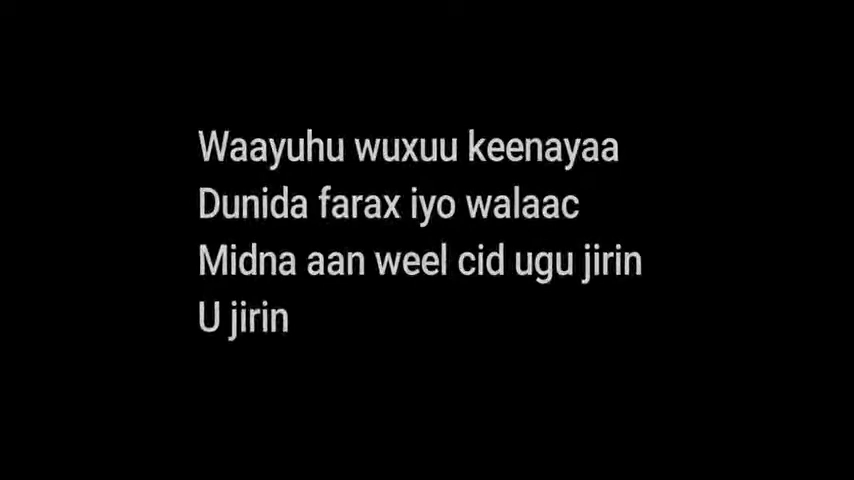 Waayuhu wuxuu keenayaa
Dunida farax iyo walaac
Midna aan weel cid ugu jirin
U jirin